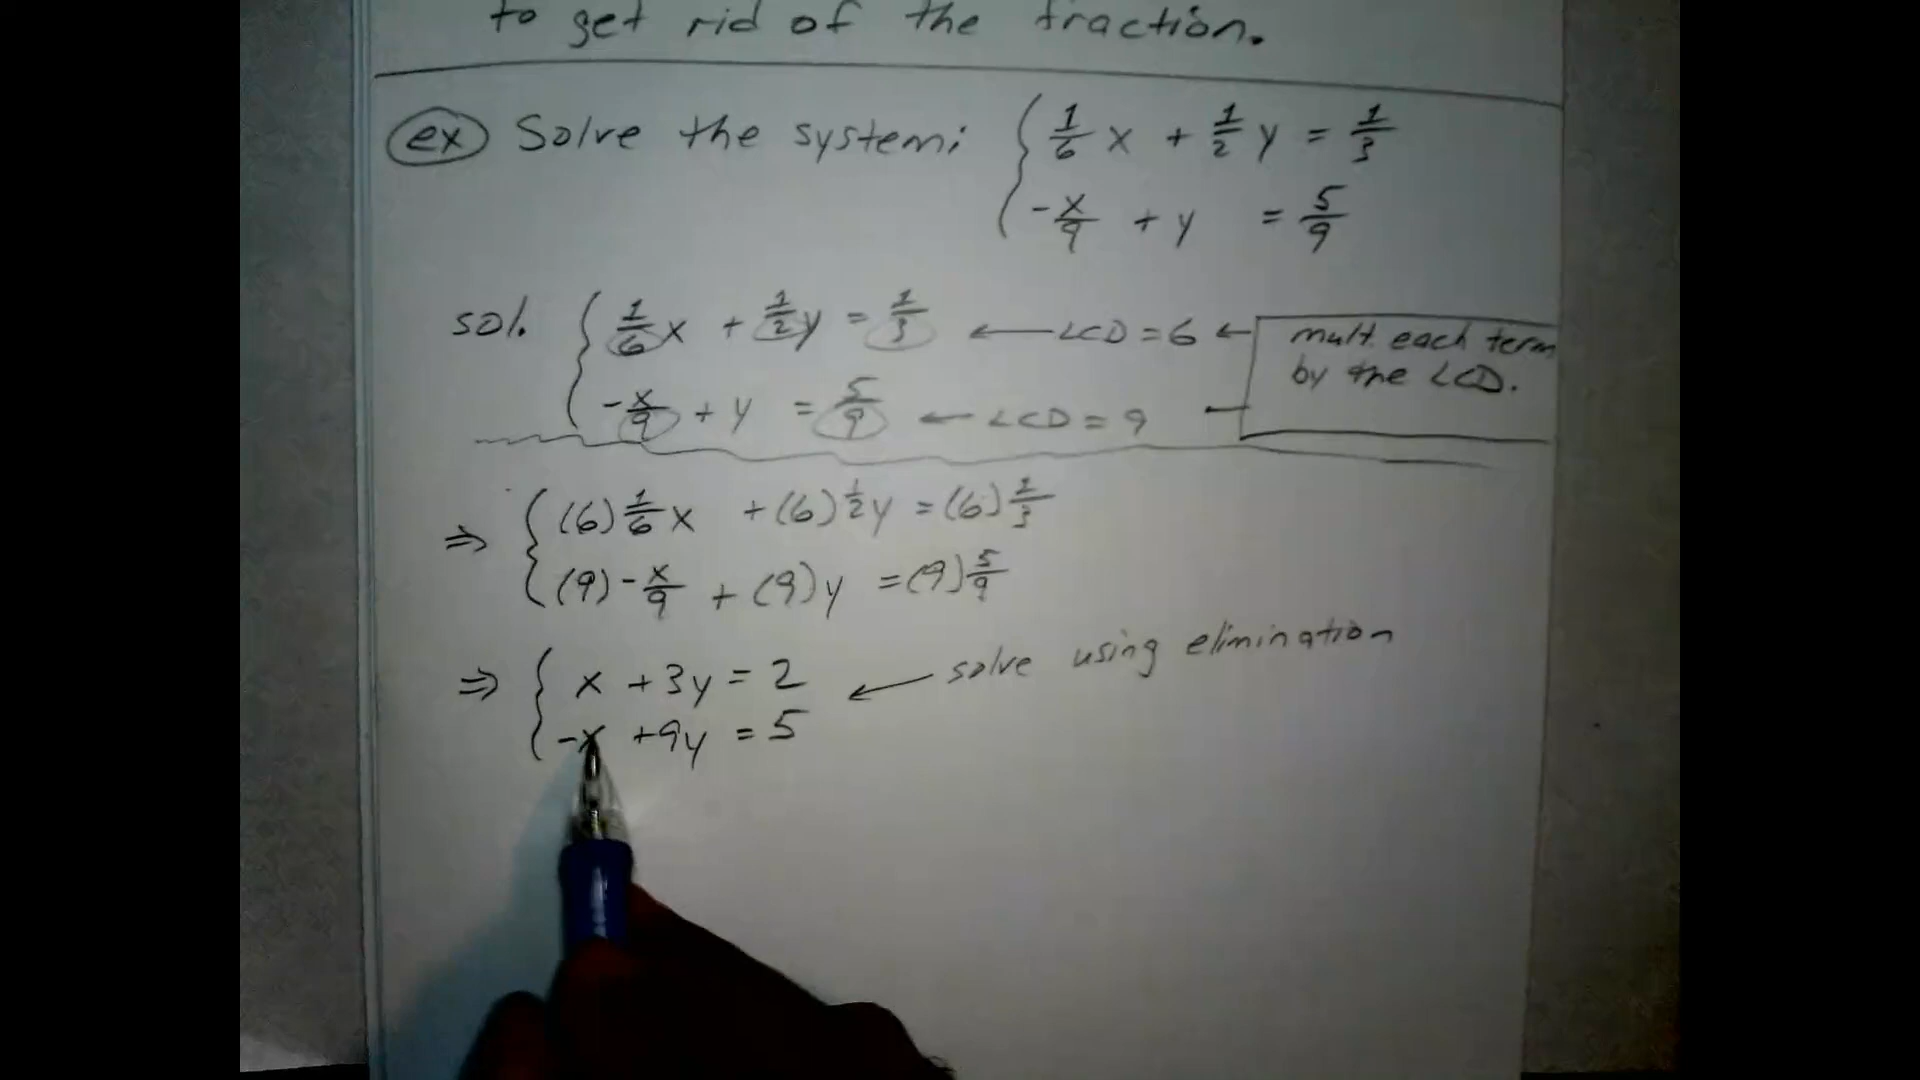 to get rid of the fraction.
ex Solve the system: { 1/6 x + 1/2 y = 1/3
-x/9 + y = 5/9
sol. { 1/6 x + 1/2 y = 1/3 ← LCD = 6 ← mult. each term
by the LCD.
-x/9 + y = 5/9 ← LCD = 9
⇒ { (6) 1/6 x + (6) 1/2 y = (6) 1/3
(9) - x/9 + (9) y = (9) 5/9
⇒ { x + 3y = 2 ← solve using elimination
-x + 9y = 5